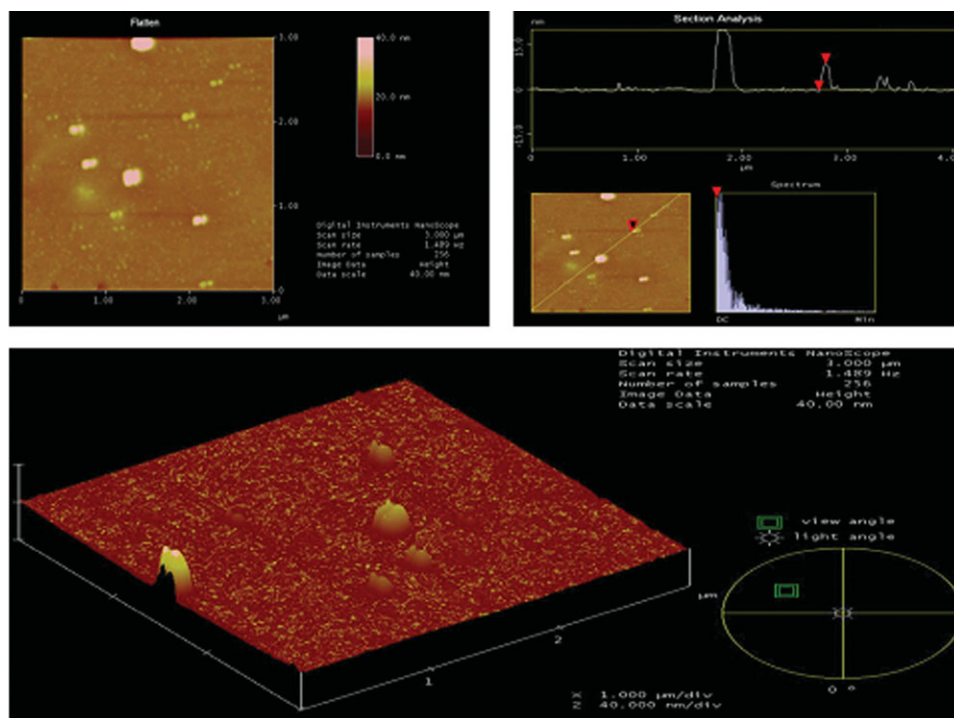 Flatten
3.00
2.00
1.00
0
0 1.00 2.00 3.00
µm
40.0 nm
20.0 nm
0.0 nm
Digital Instruments NanoScope
Scan size 3.000 µm
Scan rate 1.489 Hz
Number of samples 256
Image Data Height
Data scale 40.00 nm
Section Analysis
nm
15.0
0
-15.0
0 1.00 2.00 3.00 4.0
µm
Spectrum
DC Min
Digital Instruments NanoScope
Scan size 3.000 µm
Scan rate 1.489 Hz
Number of samples 256
Image Data Height
Data scale 40.00 nm
view angle
light angle
µm
2
1
X 1.000 µm/div
Z 40.000 nm/div
0 °